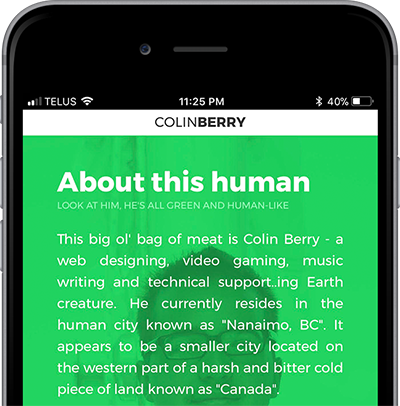 TELUS 11:25 PM 40%
COLINBERRY
About this human
LOOK AT HIM, HE'S ALL GREEN AND HUMAN-LIKE
This big ol' bag of meat is Colin Berry - a
web designing, video gaming, music
writing and technical support..ing Earth
creature. He currently resides in the
human city known as "Nanaimo, BC". It
appears to be a smaller city located on
the western part of a harsh and bitter cold
piece of land known as "Canada".